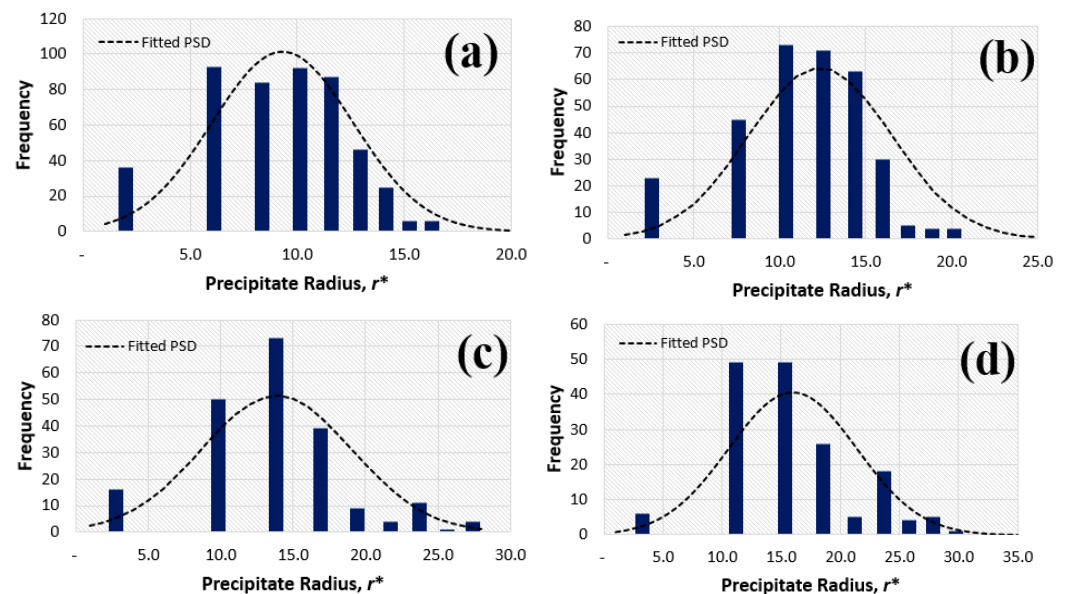 120
100
80
60
40
20
0
Frequency
Fitted PSD
(a)
- 5.0 10.0 15.0 20.0
Precipitate Radius, r*
80
70
60
50
40
30
20
10
0
Frequency
Fitted PSD
(b)
- 5.0 10.0 15.0 20.0 25.0
Precipitate Radius, r*
80
70
60
50
40
30
20
10
0
Frequency
Fitted PSD
(c)
- 5.0 10.0 15.0 20.0 25.0 30.0
Precipitate Radius, r*
60
50
40
30
20
10
0
Frequency
Fitted PSD
(d)
- 5.0 10.0 15.0 20.0 25.0 30.0 35.0
Precipitate Radius, r*